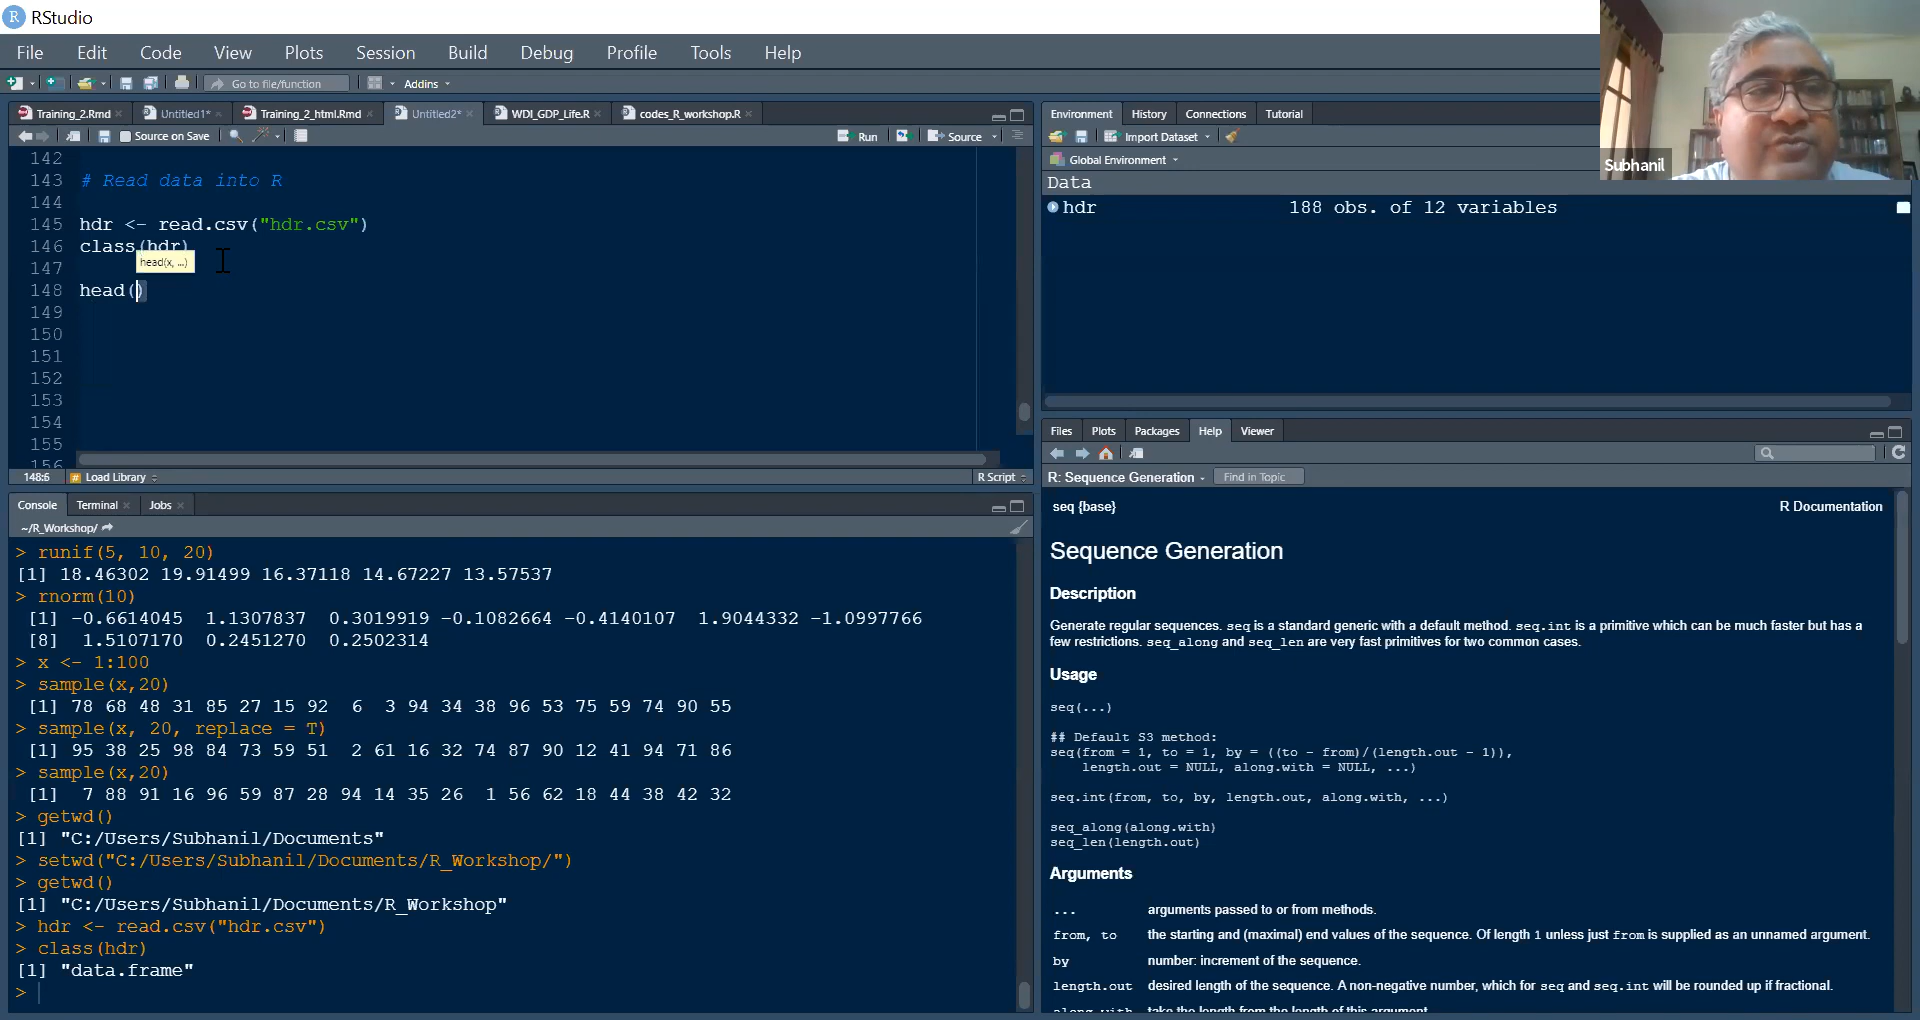 RStudio
File Edit Code View Plots Session Build Debug Profile Tools Help
Go to file/function Addins
Training_2.Rmd Untitled1* Training_2_html.Rmd Untitled2* WDI_GDP_Life.R codes_R_workshop.R
Source on Save Run Source
142
143 # Read data into R
144
145 hdr <- read.csv("hdr.csv")
146 class(hdr)
head(x, ...)
147
148 head()
149
150
151
152
153
154
155
156
148:6 # Load Library R Script
Console Terminal Jobs
~/R_Workshop/
> runif(5, 10, 20)
[1] 18.46302 19.91499 16.37118 14.67227 13.57537
> rnorm(10)
[1] -0.6614045 1.1307837 0.3019919 -0.1082664 -0.4140107 1.9044332 -1.0997766
[8] 1.5107170 0.2451270 0.2502314
> x <- 1:100
> sample(x,20)
[1] 78 68 48 31 85 27 15 92 6 3 94 34 38 96 53 75 59 74 90 55
> sample(x, 20, replace = T)
[1] 95 38 25 98 84 73 59 51 2 61 16 32 74 87 90 12 41 94 71 86
> sample(x,20)
[1] 7 88 91 16 96 59 87 28 94 14 35 26 1 56 62 18 44 38 42 32
> getwd()
[1] "C:/Users/Subhanil/Documents"
> setwd("C:/Users/Subhanil/Documents/R_Workshop/")
> getwd()
[1] "C:/Users/Subhanil/Documents/R_Workshop"
> hdr <- read.csv("hdr.csv")
> class(hdr)
[1] "data.frame"
>
Environment History Connections Tutorial
Import Dataset
Global Environment
Data
hdr 188 obs. of 12 variables
Subhanil
Files Plots Packages Help Viewer
R: Sequence Generation Find in Topic
seq {base} R Documentation
Sequence Generation
Description
Generate regular sequences. seq is a standard generic with a default method. seq.int is a primitive which can be much faster but has a
few restrictions. seq_along and seq_len are very fast primitives for two common cases.
Usage
seq(...)
## Default S3 method:
seq(from = 1, to = 1, by = ((to - from)/(length.out - 1)),
length.out = NULL, along.with = NULL, ...)
seq.int(from, to, by, length.out, along.with, ...)
seq_along(along.with)
seq_len(length.out)
Arguments
... arguments passed to or from methods.
from, to the starting and (maximal) end values of the sequence. Of length 1 unless just from is supplied as an unnamed argument.
by number: increment of the sequence.
length.out desired length of the sequence. A non-negative number, which for seq and seq.int will be rounded up if fractional.
along.with take the length from the length of this argument.